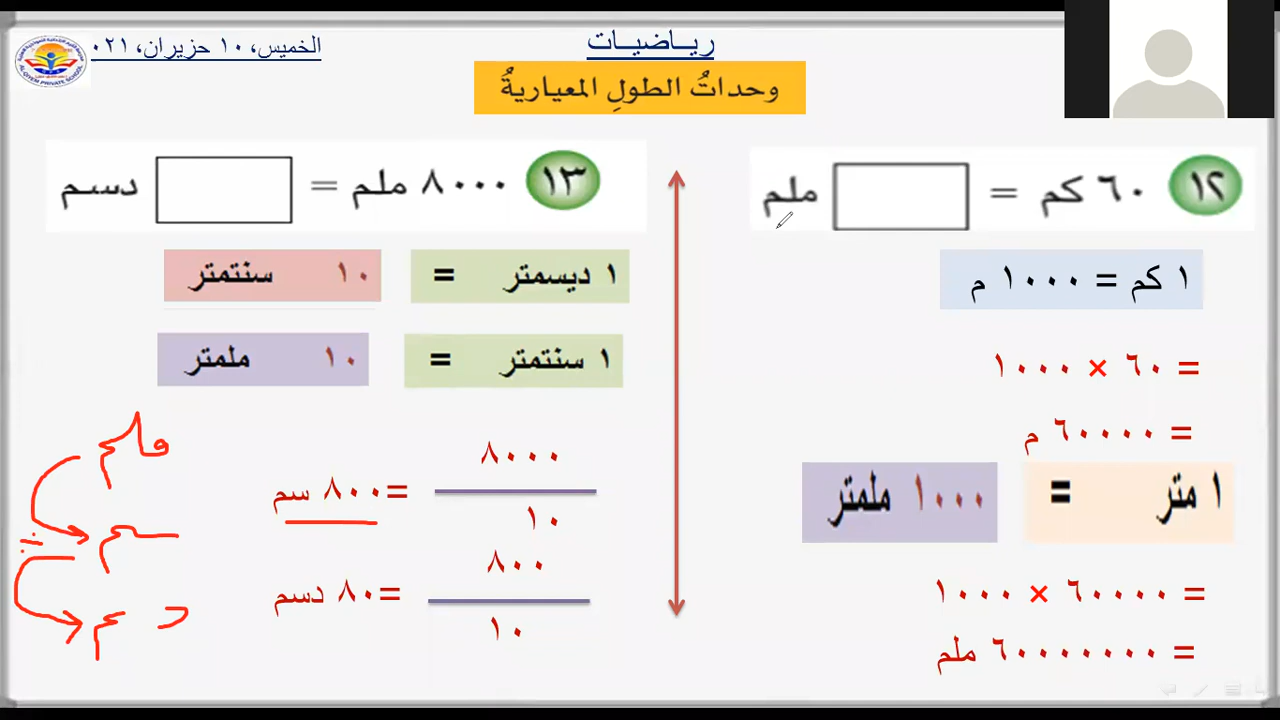 رياضيات
الخميس، ١٠ حزيران، ٠٢١
وحداتُ الطولِ المعياريةُ
١٢ ٦٠ كم = ملم
١ كم = ١٠٠٠ م
= ٦٠ × ١٠٠٠
= ٦٠٠٠٠ م
١ متر = ١٠٠٠ ملمتر
= ٦٠٠٠٠ × ١٠٠٠
= ٦٠٠٠٠٠٠٠ ملم
١٣ ٨٠٠٠ ملم = دسم
١ ديسمتر = ١٠ سنتمتر
١ سنتمتر = ١٠ ملمتر
٨٠٠٠
=٨٠٠ سم
١٠
٨٠٠
=٨٠ دسم
١٠
ملم
÷ سم
دسم